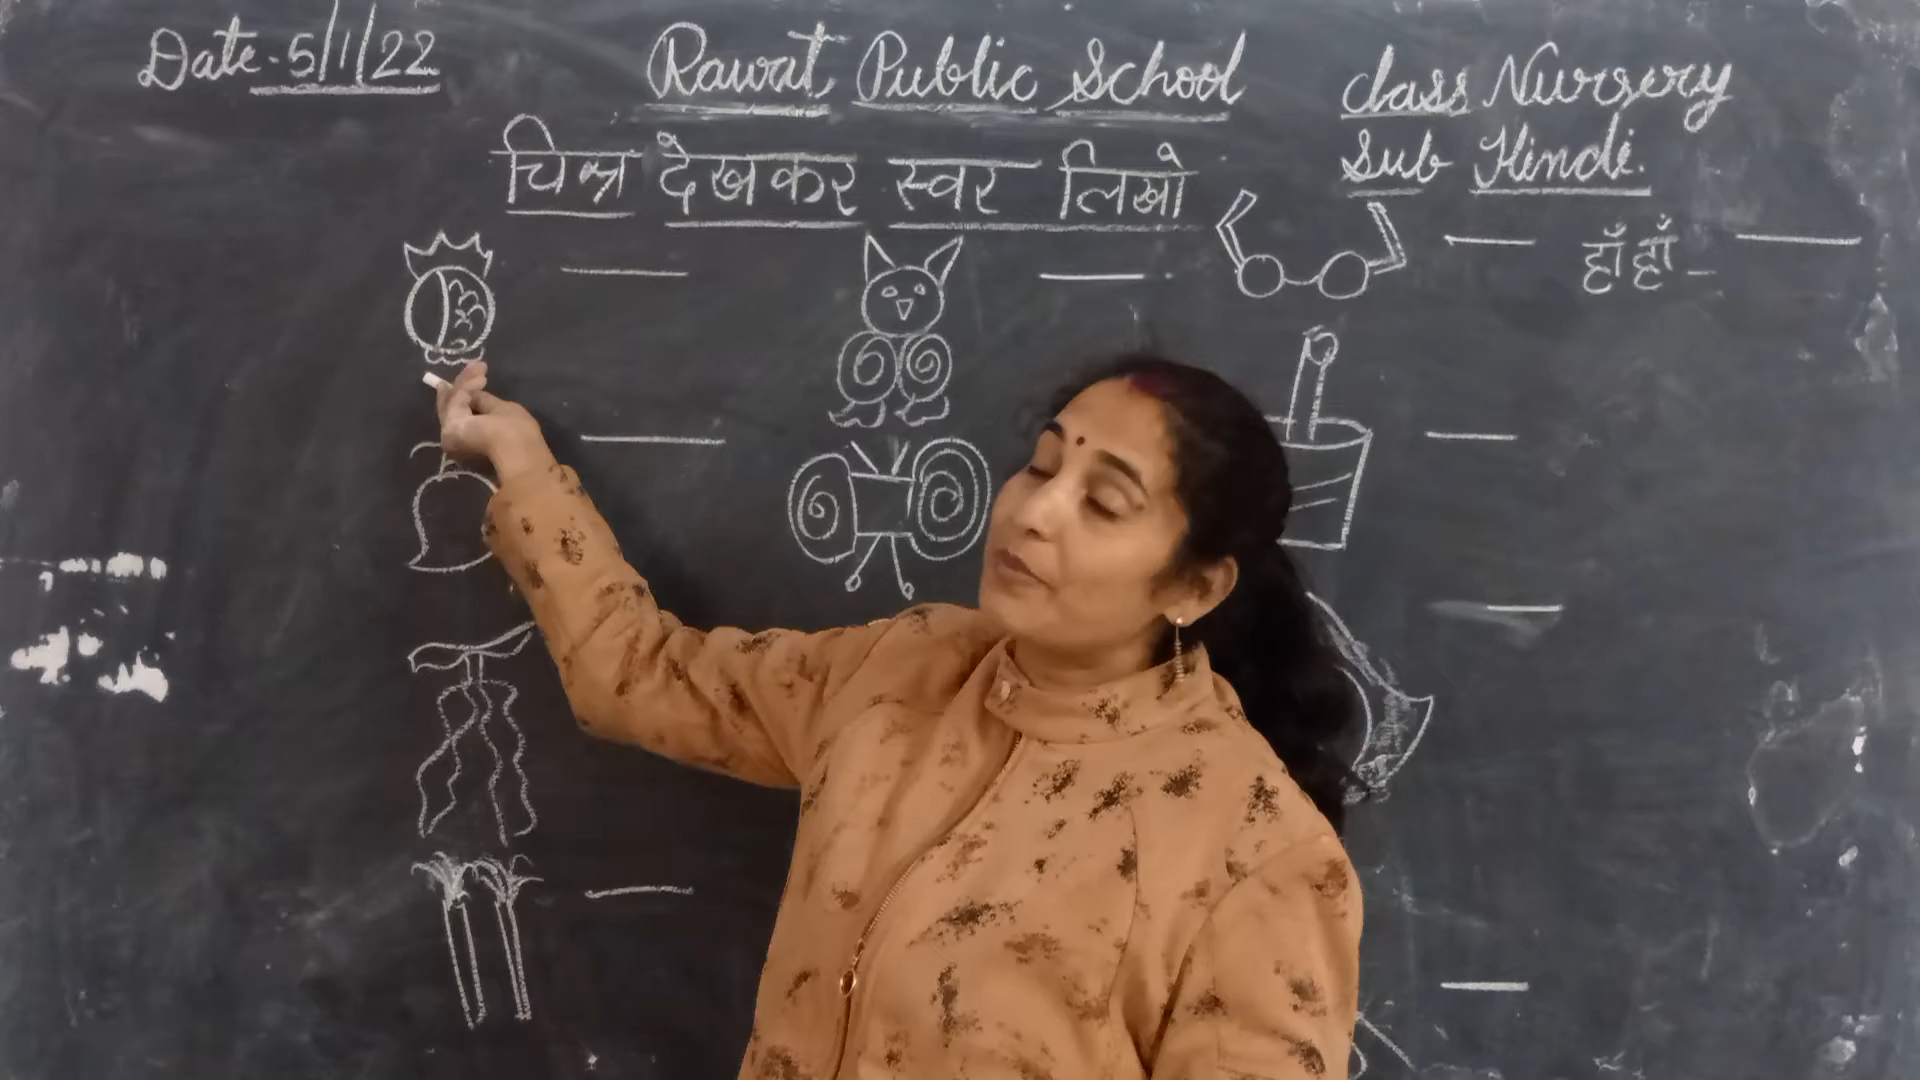 Date-5/1/22
Rawat Public School
class Nursery
Sub Hindi.
चित्र देखकर स्वर लिखो
हाँ हाँ -